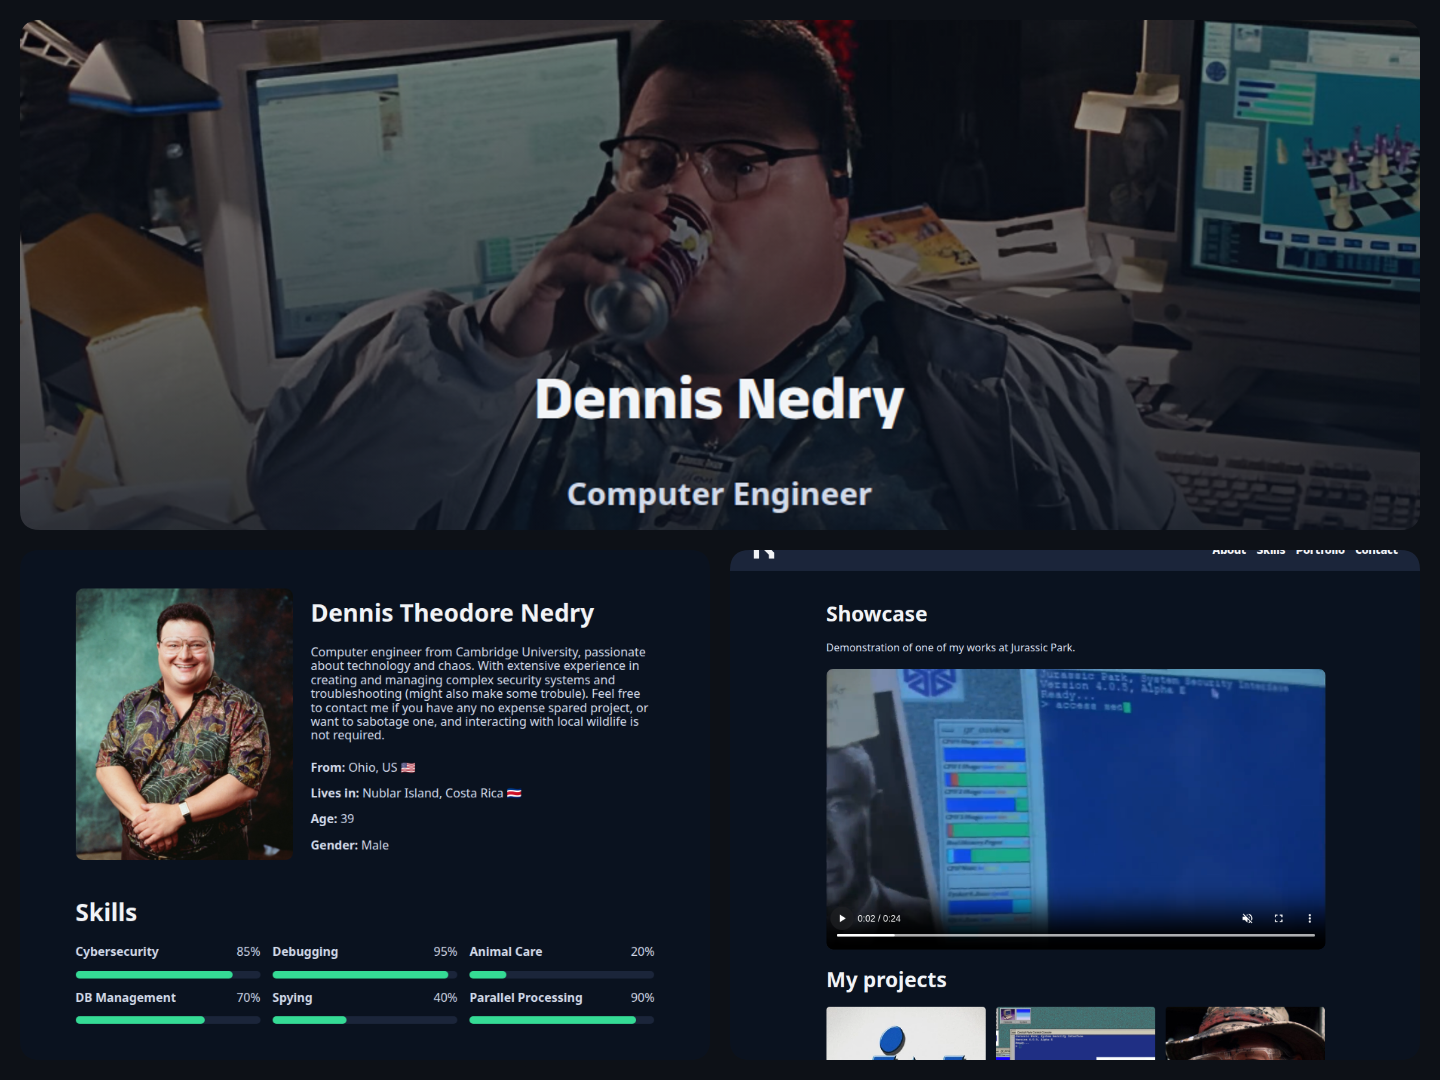 Dennis Nedry
Computer Engineer
Dennis Theodore Nedry
Computer engineer from Cambridge University, passionate
about technology and chaos. With extensive experience in
creating and managing complex security systems and
troubleshooting (might also make some trobule). Feel free
to contact me if you have any no expense spared project, or
want to sabotage one, and interacting with local wildlife is
not required.
From: Ohio, US 🇺🇸
Lives in: Nublar Island, Costa Rica 🇨🇷
Age: 39
Gender: Male
Skills
Cybersecurity 85%
Debugging 95%
Animal Care 20%
DB Management 70%
Spying 40%
Parallel Processing 90%
About Skills Portfolio Contact
Showcase
Demonstration of one of my works at Jurassic Park.
Jurassic Park, System Security Interface
Version 4.0.5, Alpha E
Ready...
> access sec
0:02 / 0:24
My projects